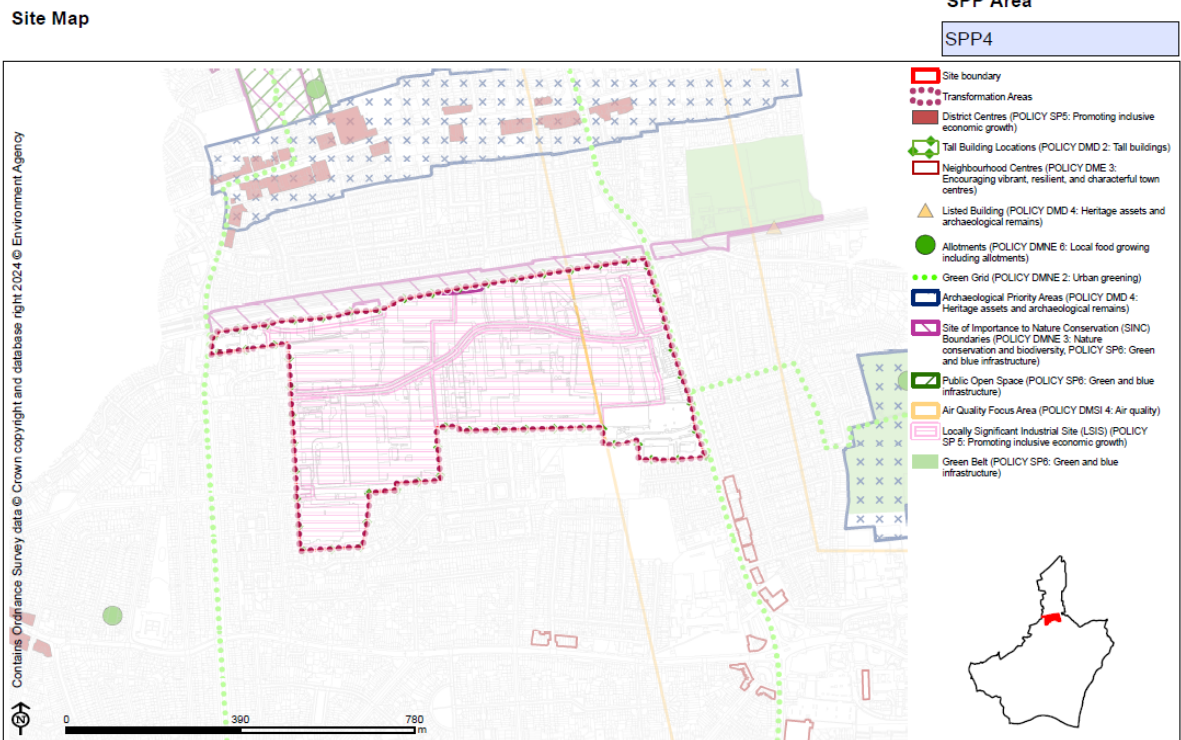 Site Map
SPP Area
SPP4
Site boundary
Transformation Areas
District Centres (POLICY SP5: Promoting inclusive
economic growth)
Tall Building Locations (POLICY DMD 2: Tall buildings)
Neighbourhood Centres (POLICY DME 3:
Encouraging vibrant, resilient, and characterful town
centres)
Listed Building (POLICY DMD 4: Heritage assets and
archaeological remains)
Allotments (POLICY DMNE 6: Local food growing
including allotments)
Green Grid (POLICY DMNE 2: Urban greening)
Archaeological Priority Areas (POLICY DMD 4:
Heritage assets and archaeological remains)
Site of Importance to Nature Conservation (SINC)
Boundaries (POLICY DMNE 3: Nature
conservation and biodiversity, POLICY SP6: Green
and blue infrastructure)
Public Open Space (POLICY SP6: Green and blue
infrastructure)
Air Quality Focus Area (POLICY DMSI 4: Air quality)
Locally Significant Industrial Site (LSIS) (POLICY
SP 5: Promoting inclusive economic growth)
Green Belt (POLICY SP6: Green and blue
infrastructure)
Contains Ordnance Survey data © Crown copyright and database right 2024 © Environment Agency
N
0 390 780
m